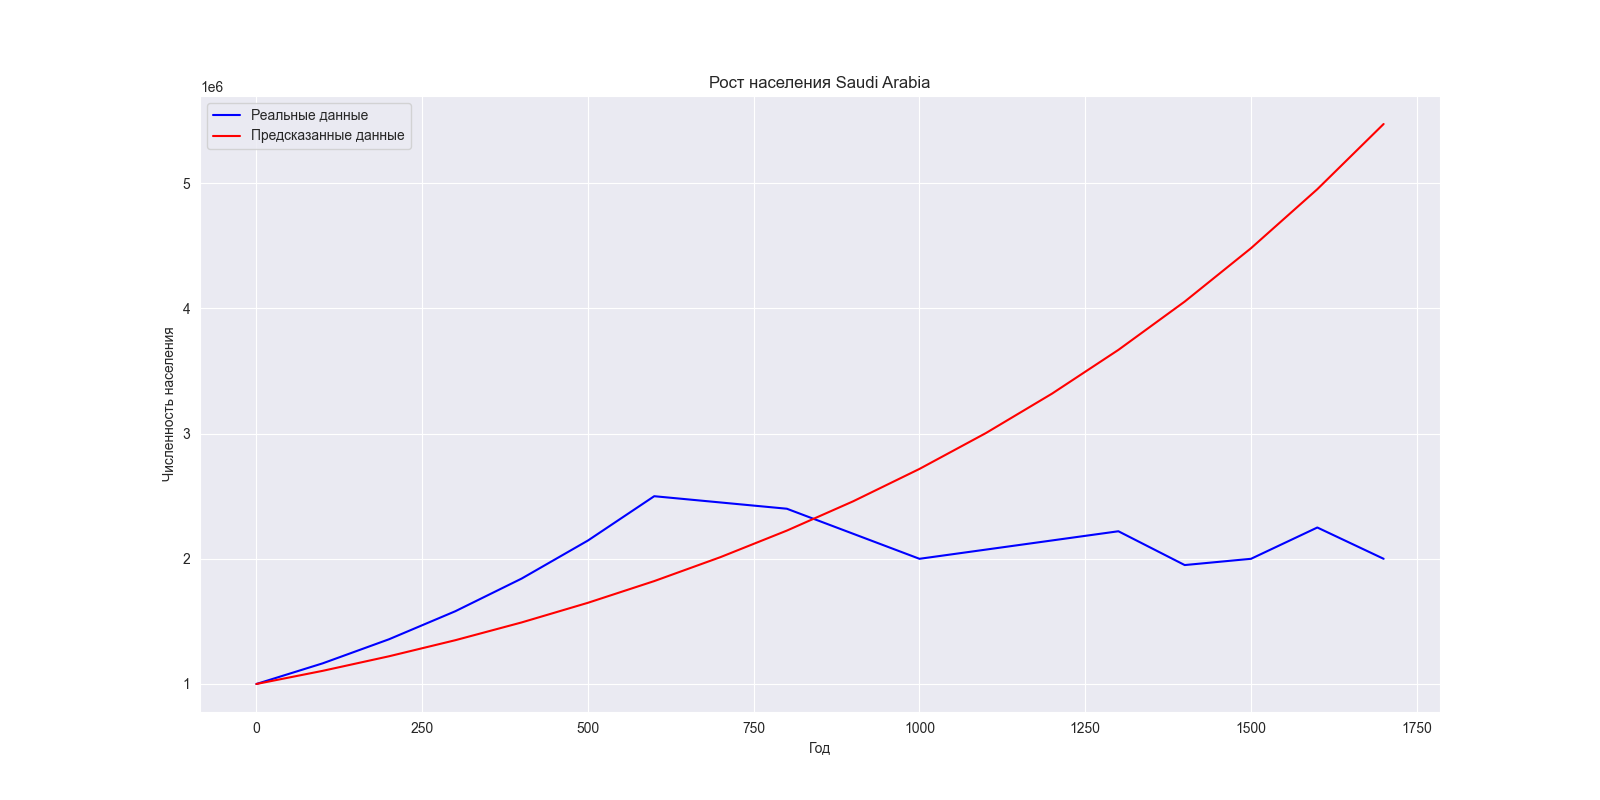 Рост населения Saudi Arabia
1e6
Реальные данные
Предсказанные данные
5
4
3
2
1
Численность населения
0 250 500 750 1000 1250 1500 1750
Год